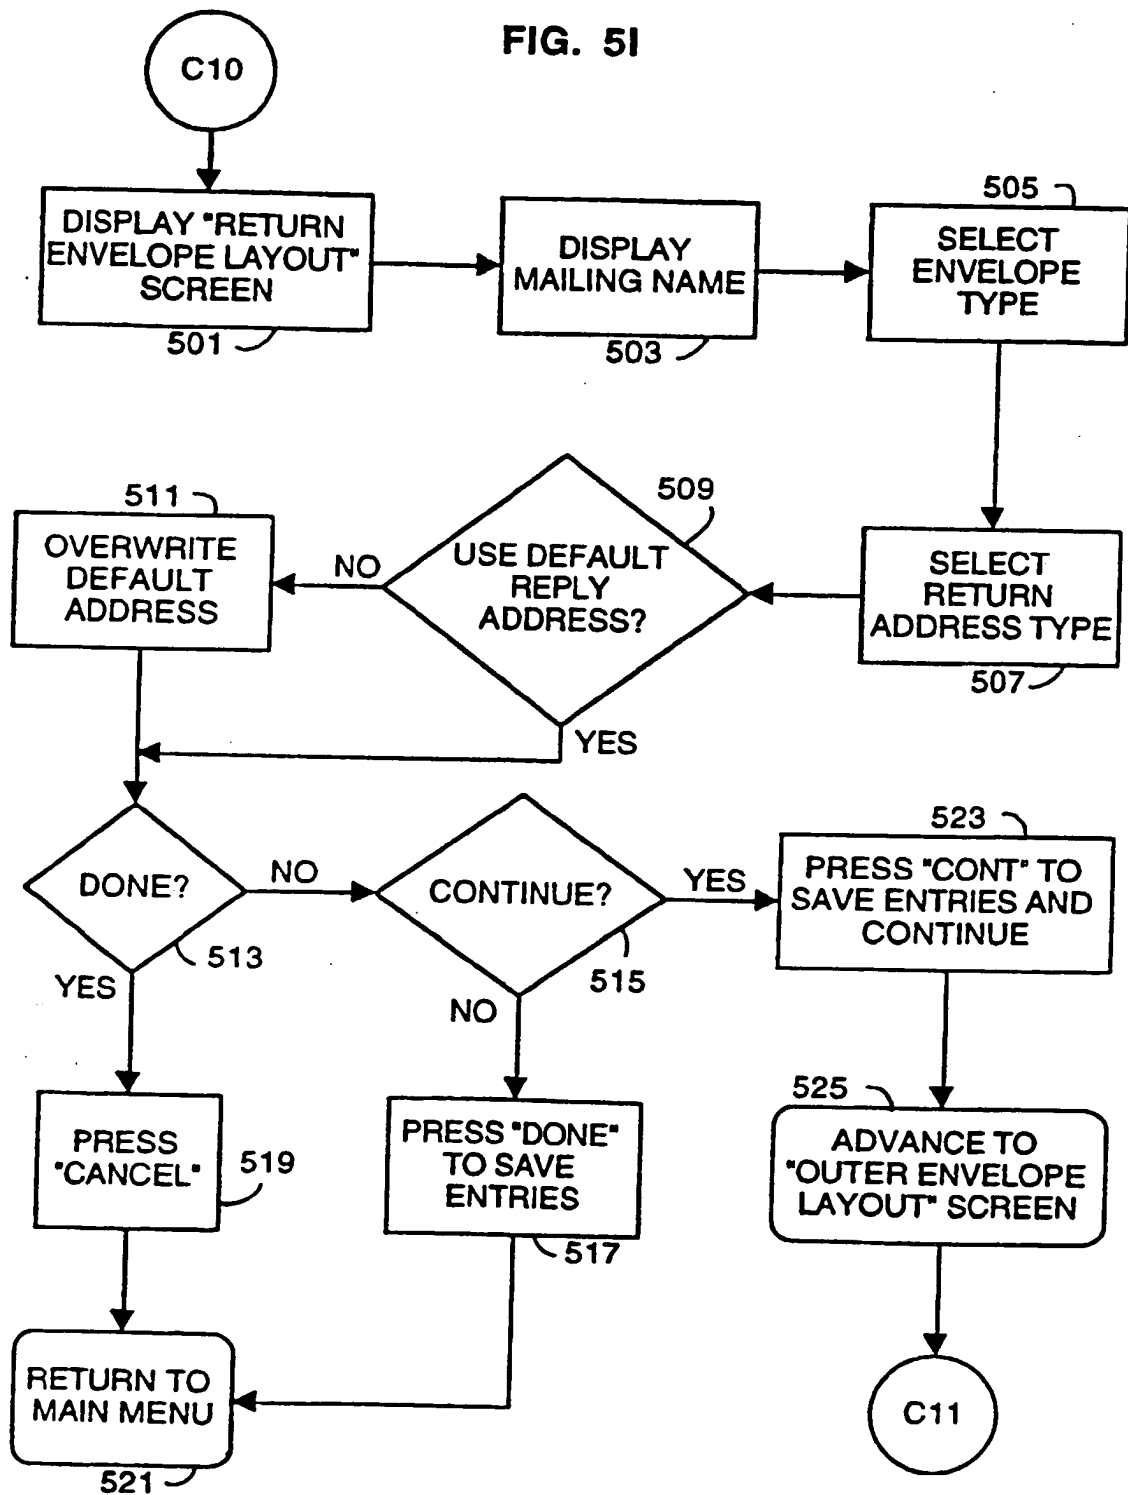 FIG. 5I
C10
DISPLAY "RETURN
ENVELOPE LAYOUT"
SCREEN
501
DISPLAY
MAILING NAME
503
505
SELECT
ENVELOPE
TYPE
511
OVERWRITE
DEFAULT
ADDRESS
NO
509
USE DEFAULT
REPLY
ADDRESS?
YES
SELECT
RETURN
ADDRESS TYPE
507
DONE?
513
NO
YES
CONTINUE?
515
YES
NO
523
PRESS "CONT" TO
SAVE ENTRIES AND
CONTINUE
PRESS
"CANCEL"
519
PRESS "DONE"
TO SAVE
ENTRIES
517
525
ADVANCE TO
"OUTER ENVELOPE
LAYOUT" SCREEN
RETURN TO
MAIN MENU
521
C11